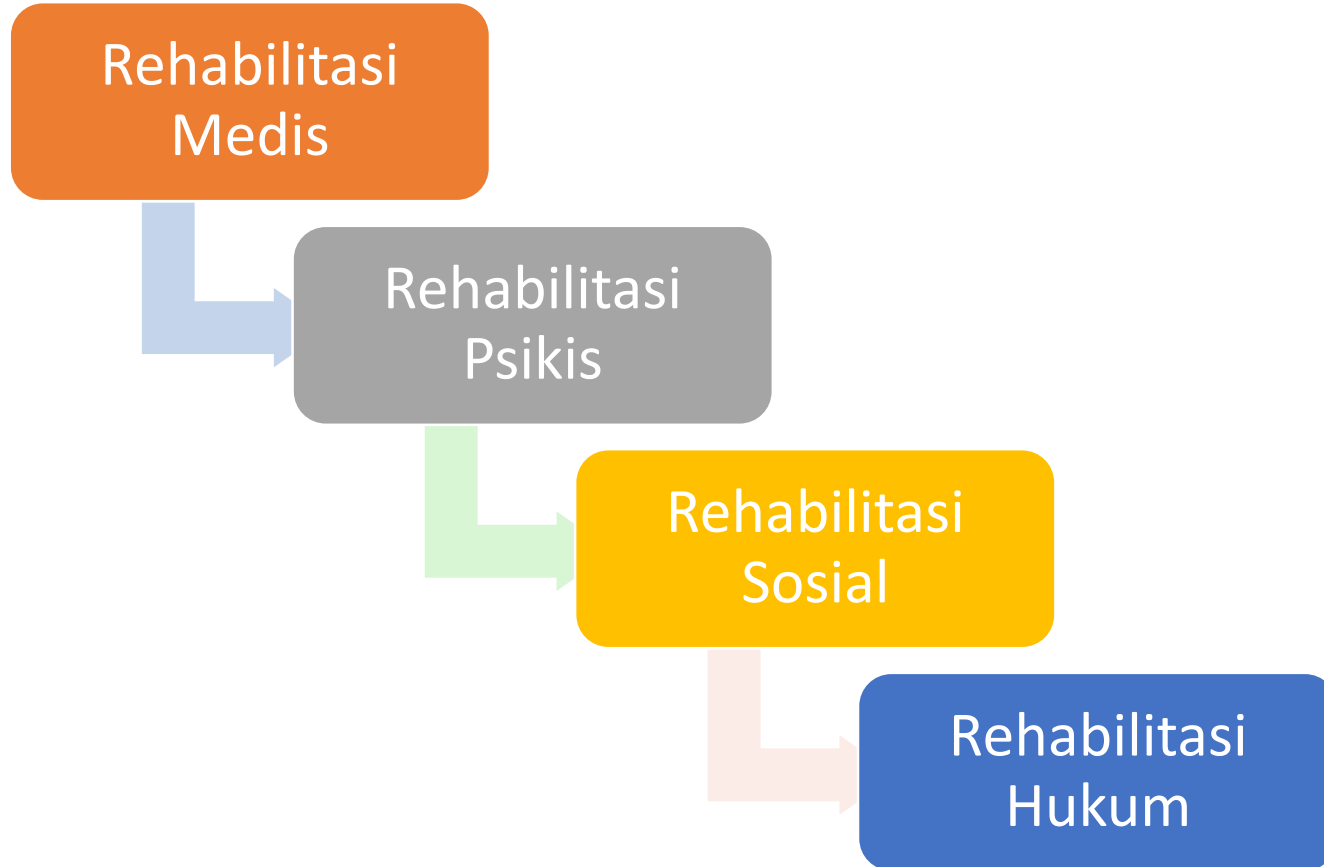 Rehabilitasi
Medis
Rehabilitasi
Psikis
Rehabilitasi
Sosial
Rehabilitasi
Hukum